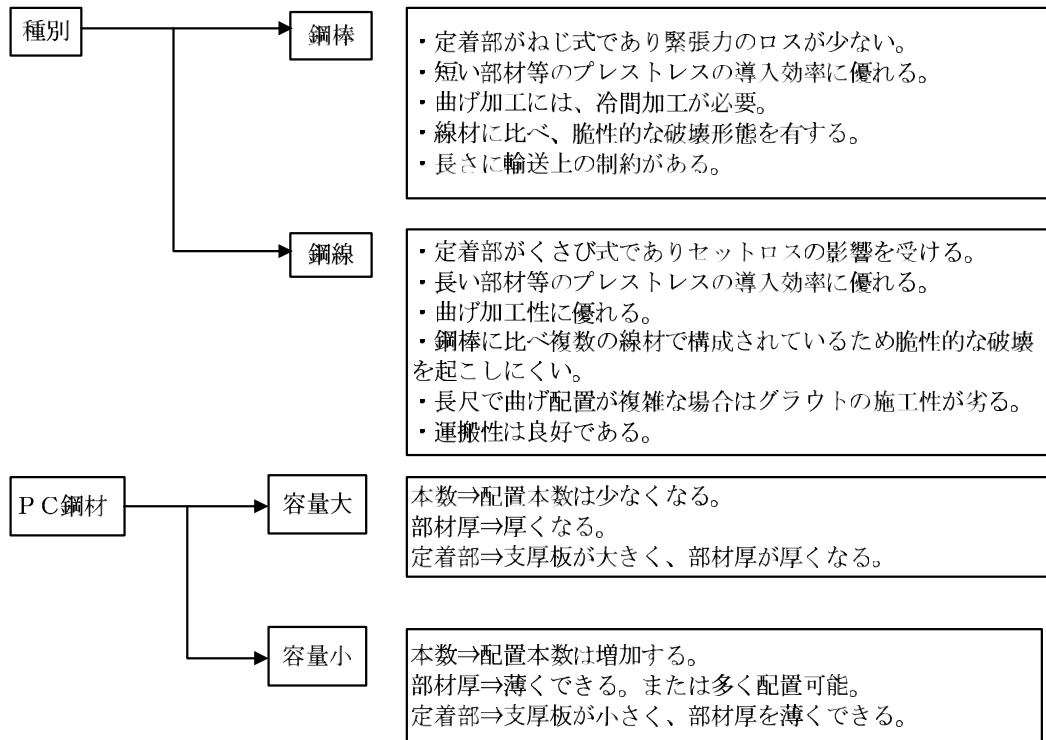 種別
鋼棒
・定着部がねじ式であり緊張力のロスが少ない。
・短い部材等のプレストレスの導入効率に優れる。
・曲げ加工には、冷間加工が必要。
・線材に比べ、脆性的な破壊形態を有する。
・長さに輸送上の制約がある。
鋼線
・定着部がくさび式でありセットロスの影響を受ける。
・長い部材等のプレストレスの導入効率に優れる。
・曲げ加工性に優れる。
・鋼棒に比べ複数の線材で構成されているため脆性的な破壊
を起こしにくい。
・長尺で曲げ配置が複雑な場合はグラウトの施工性が劣る。
・運搬性は良好である。
ＰＣ鋼材
容量大
本数⇒配置本数は少なくなる。
部材厚⇒厚くなる。
定着部⇒支厚板が大きく、部材厚が厚くなる。
容量小
本数⇒配置本数は増加する。
部材厚⇒薄くできる。または多く配置可能。
定着部⇒支厚板が小さく、部材厚を薄くできる。